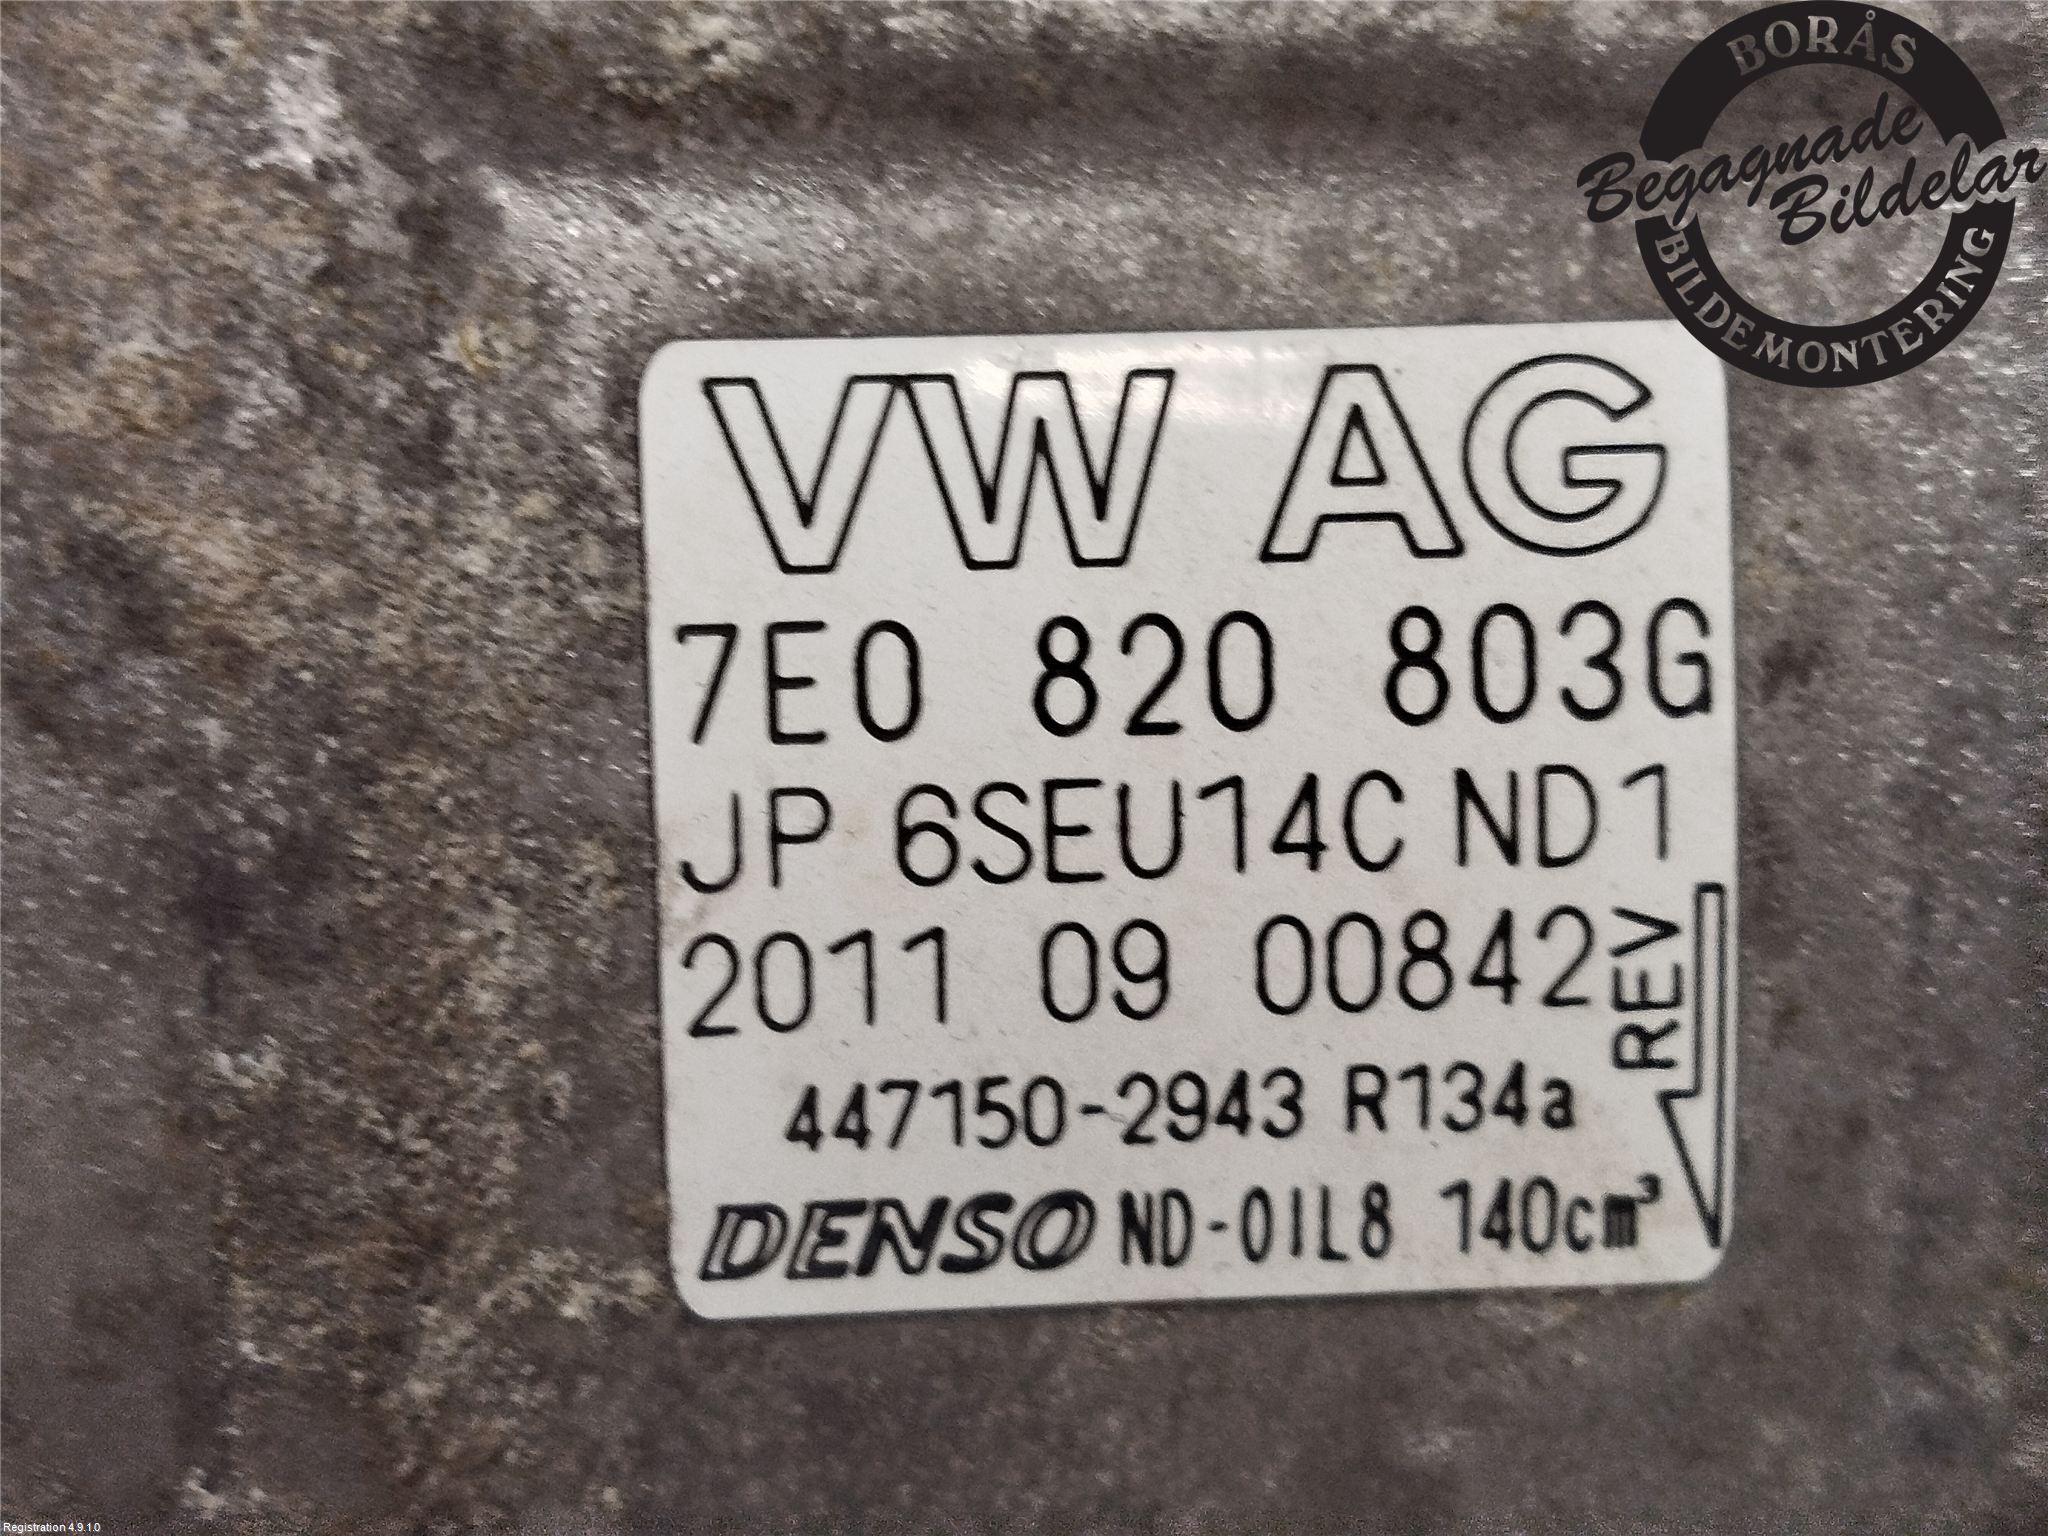 BORÅS
Begagnade
Bildelar
BILDEMONTERING
VW AG
7E0 820 803G
JP 6SEU14C ND1
2011 09 00842
REV
447150-2943 R134a
DENSO ND-OIL8 140cm³
Registration 4.9.1.0